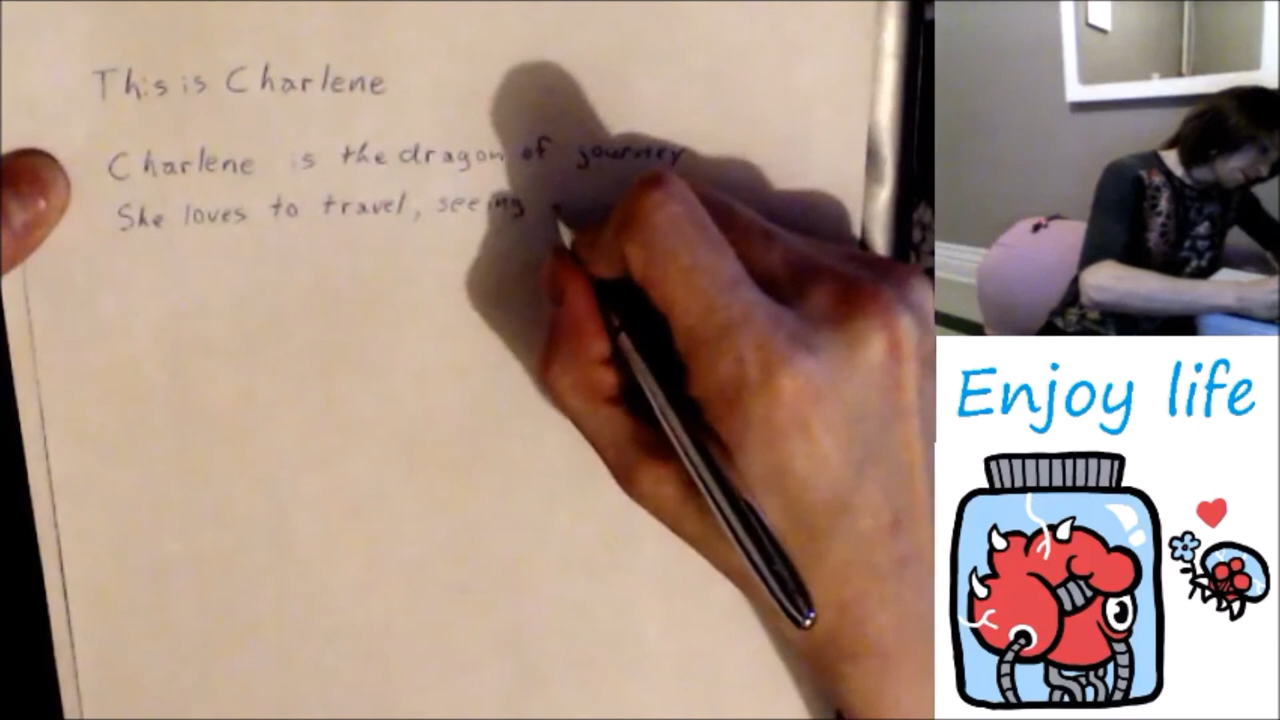 This is Charlene
Charlene is the dragon of journey
She loves to travel, seeing
Enjoy life